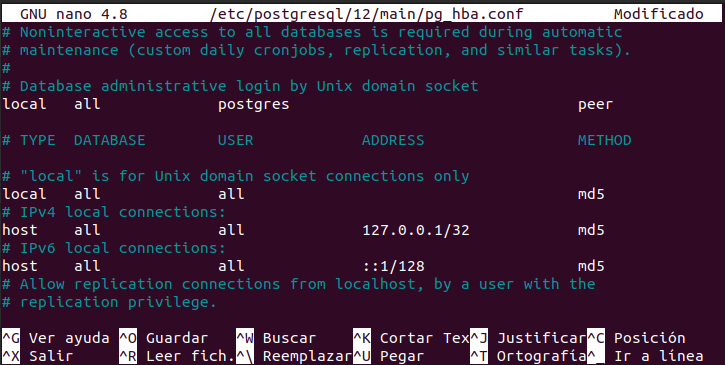 GNU nano 4.8 /etc/postgresql/12/main/pg_hba.conf Modificado
# Noninteractive access to all databases is required during automatic
# maintenance (custom daily cronjobs, replication, and similar tasks).
#
# Database administrative login by Unix domain socket
local all postgres peer
# TYPE DATABASE USER ADDRESS METHOD
# "local" is for Unix domain socket connections only
local all all md5
# IPv4 local connections:
host all all 127.0.0.1/32 md5
# IPv6 local connections:
host all all ::1/128 md5
# Allow replication connections from localhost, by a user with the
# replication privilege.
^G Ver ayuda ^O Guardar ^W Buscar ^K Cortar Tex^J Justificar^C Posición
^X Salir ^R Leer fich.^\ Reemplazar^U Pegar ^T Ortografía^_ Ir a línea